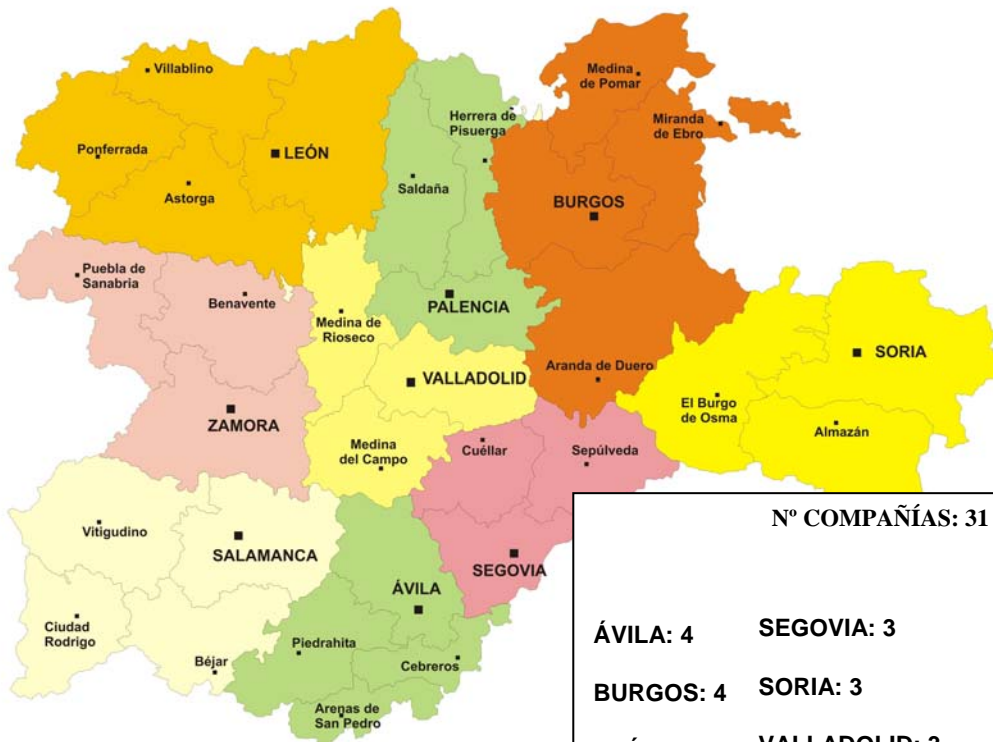 Villablino
Medina
de Pomar
Herrera de
Pisuerga
Miranda
de Ebro
Ponferrada
LEÓN
Saldaña
Astorga
BURGOS
Puebla de
Sanabria
Benavente
PALENCIA
Medina de
Rioseco
SORIA
VALLADOLID
Aranda de Duero
El Burgo
de Osma
ZAMORA
Almazán
Medina
del Campo
Cuéllar
Sepúlveda
Nº COMPAÑÍAS: 31
Vitigudino
SALAMANCA
SEGOVIA
ÁVILA
Ciudad
Rodrigo
Piedrahita
Béjar
Cebreros
Arenas de
San Pedro
ÁVILA: 4
SEGOVIA: 3
BURGOS: 4
SORIA: 3